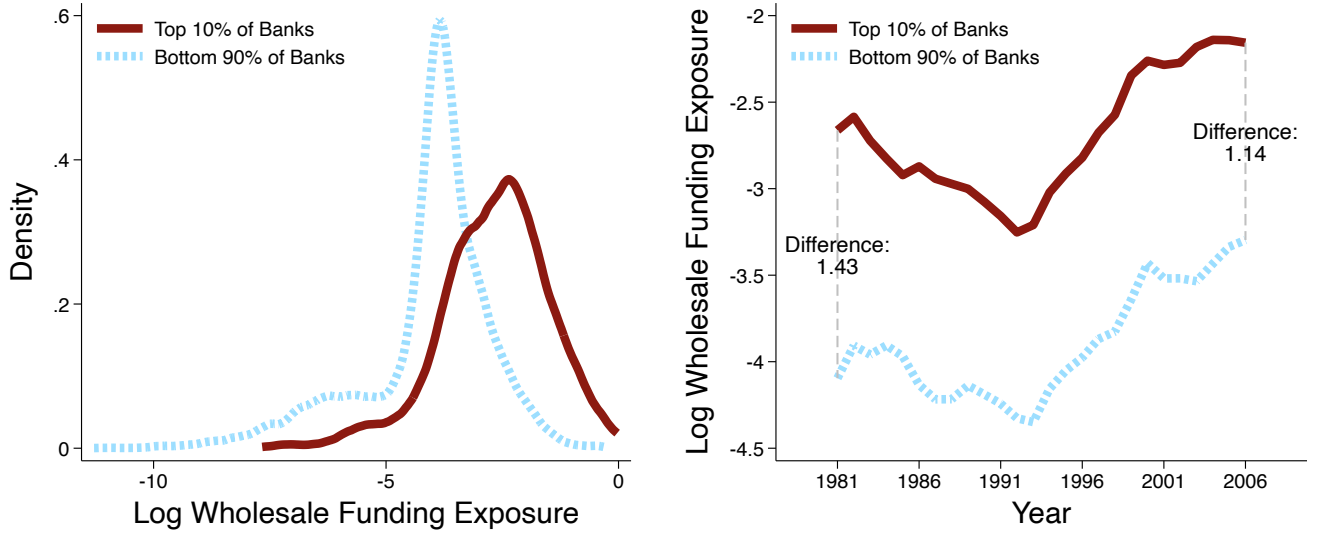 Top 10% of Banks
Bottom 90% of Banks
Density
.6
.4
.2
0
-10
-5
0
Log Wholesale Funding Exposure
Top 10% of Banks
Bottom 90% of Banks
Log Wholesale Funding Exposure
-2
-2.5
-3
-3.5
-4
-4.5
Difference:
1.43
Difference:
1.14
1981
1986
1991
1996
2001
2006
Year